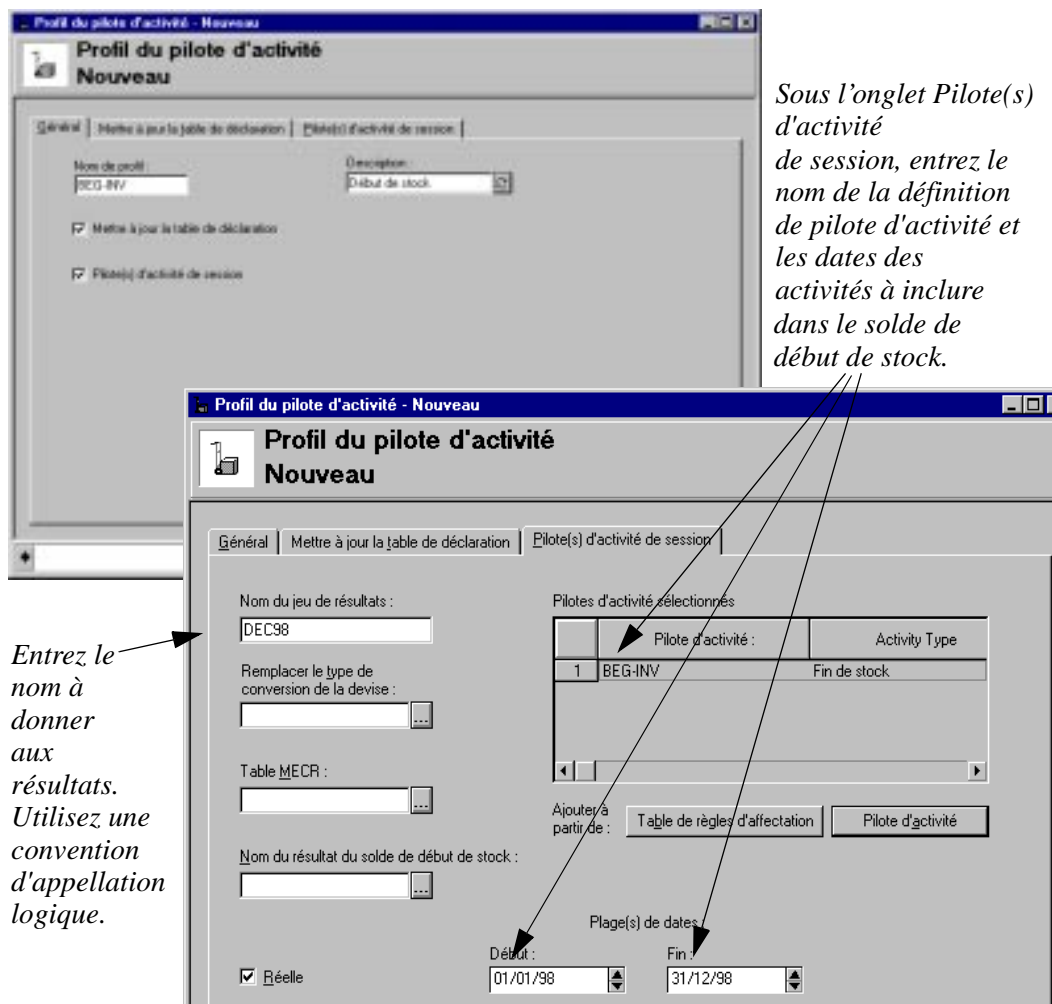 Profil du pilote d'activité - Nouveau
Profil du pilote d'activité
Nouveau
Général
Mettre à jour la table de déclaration
Pilote(s) d'activité de session
Nom de profil :
BEG-INV
Description :
Début de stock
Mettre à jour la table de déclaration
Pilote(s) d'activité de session
Sous l'onglet Pilote(s)
d'activité
de session, entrez le
nom de la définition
de pilote d'activité et
les dates des
activités à inclure
dans le solde de
début de stock.
Profil du pilote d'activité - Nouveau
Profil du pilote d'activité
Nouveau
Général
Mettre à jour la table de déclaration
Pilote(s) d'activité de session
Nom du jeu de résultats :
DEC98
Remplacer le type de
conversion de la devise :
...
Table MECR :
...
Nom du résultat du solde de début de stock :
...
Réelle
Pilotes d'activité sélectionnés
Pilote d'activité :
Activity Type
1
BEG-INV
Fin de stock
Ajouter à
partir de :
Table de règles d'affectation
Pilote d'activité
Plage(s) de dates :
Début :
01/01/98
Fin :
31/12/98
Entrez le
nom à
donner
aux
résultats.
Utilisez une
convention
d'appellation
logique.